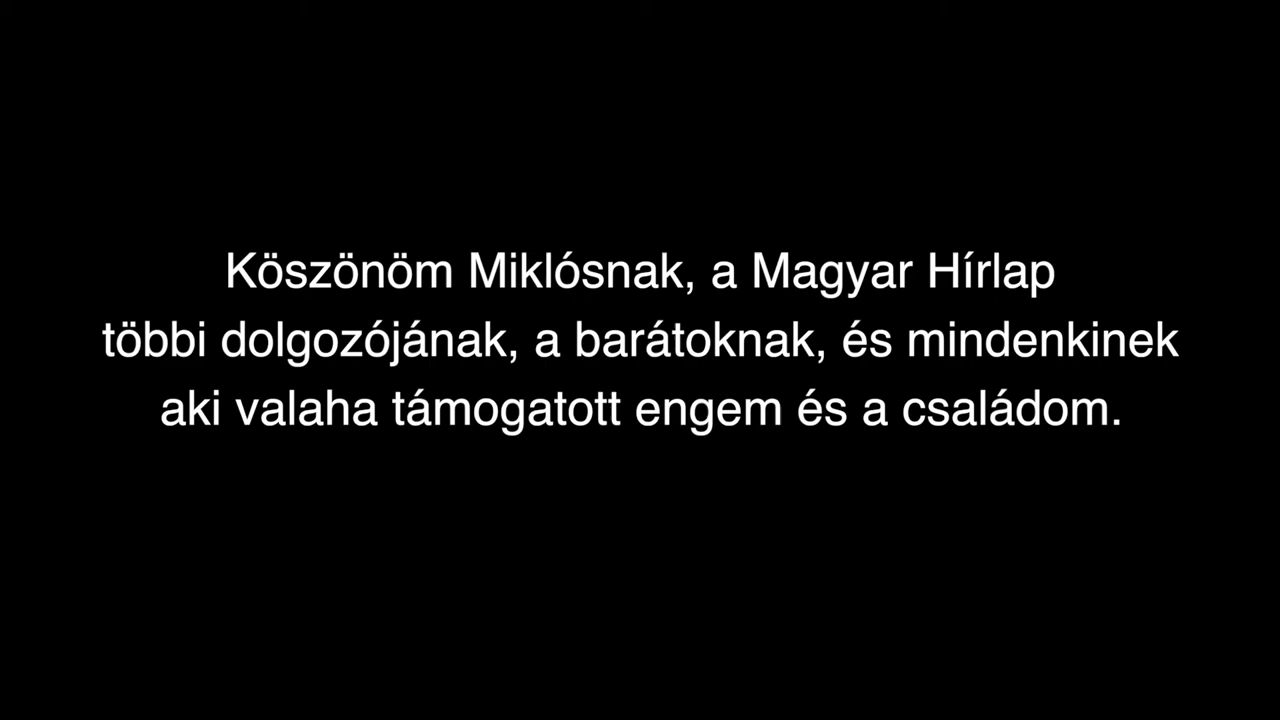 Köszönöm Miklósnak, a Magyar Hírlap
többi dolgozójának, a barátoknak, és mindenkinek
aki valaha támogatott engem és a családom.